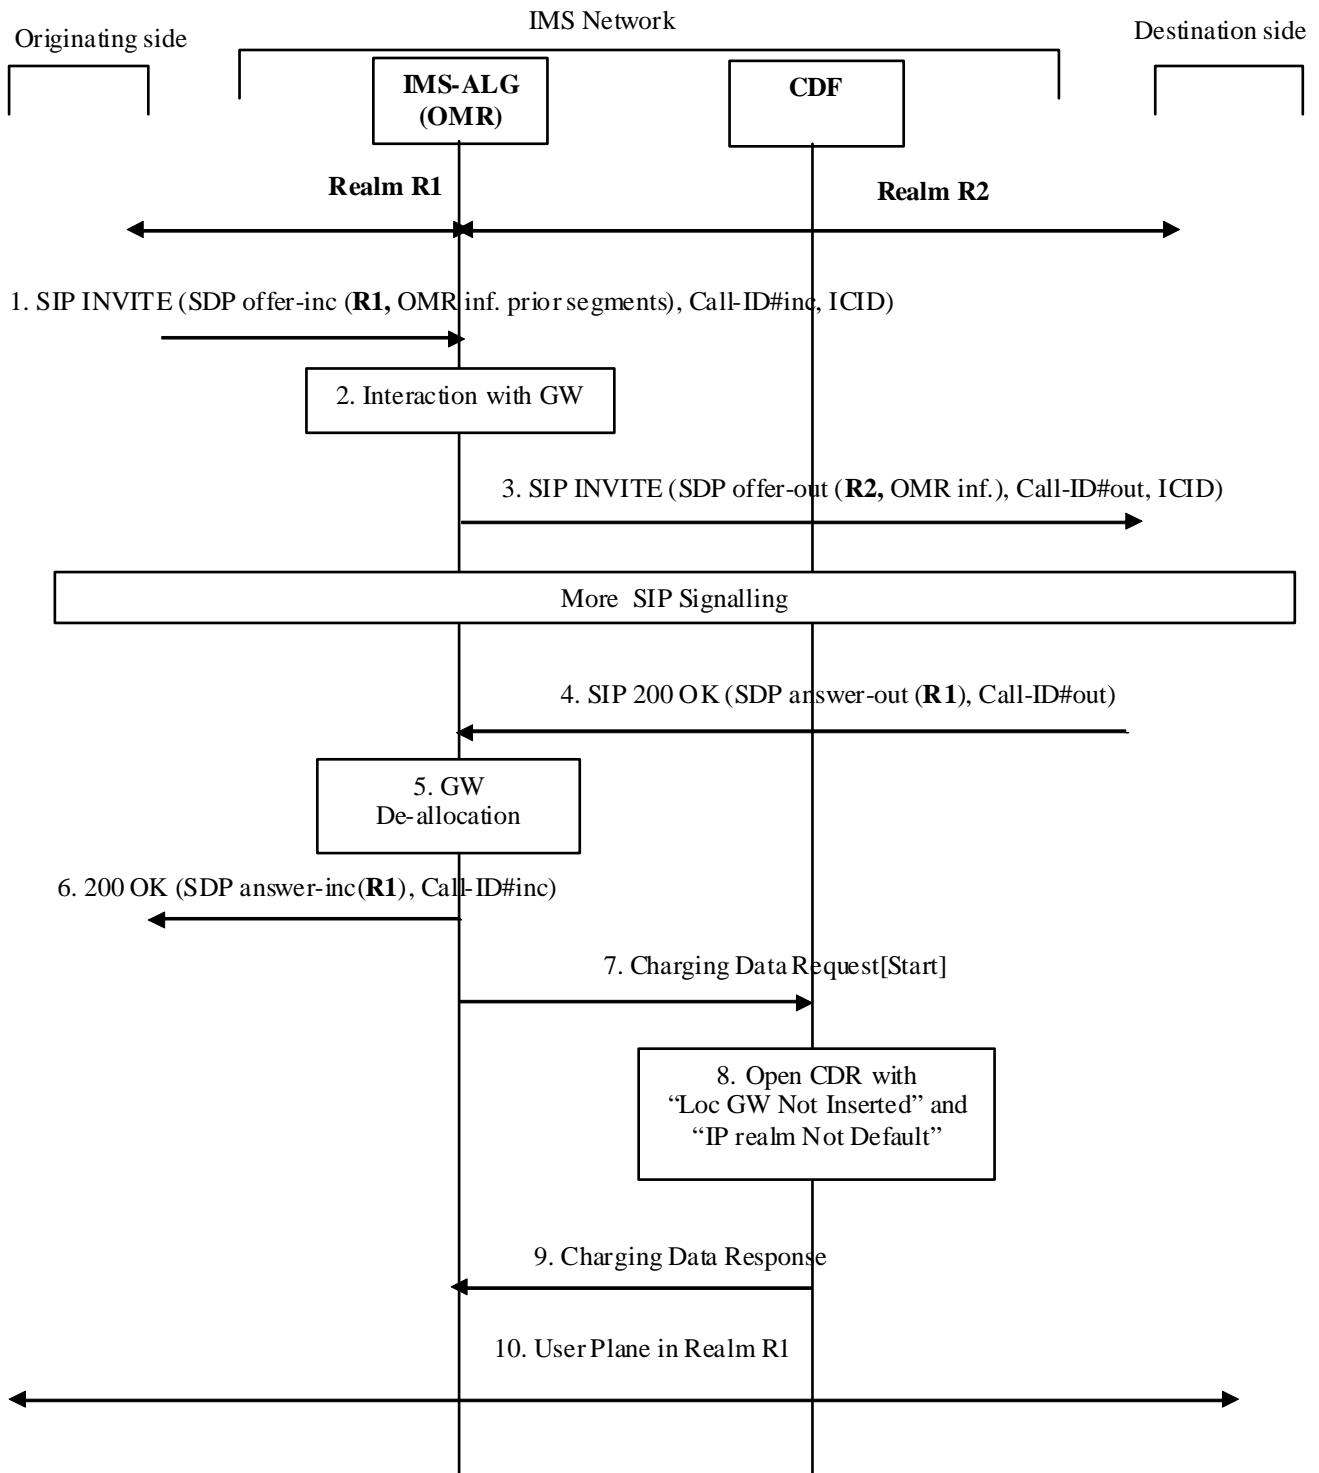 IMS Network
Originating side
Destination side
IMS-ALG
(OMR)
CDF
Realm R1
Realm R2
1. SIP INVITE (SDP offer-inc (R1, OMR inf. prior segments), Call-ID#inc, ICID)
2. Interaction with GW
3. SIP INVITE (SDP offer-out (R2, OMR inf.), Call-ID#out, ICID)
More SIP Signalling
4. SIP 200 OK (SDP answer-out (R1), Call-ID#out)
5. GW
De-allocation
6. 200 OK (SDP answer-inc(R1), Call-ID#inc)
7. Charging Data Request[Start]
8. Open CDR with
“Loc GW Not Inserted” and
“IP realm Not Default”
9. Charging Data Response
10. User Plane in Realm R1